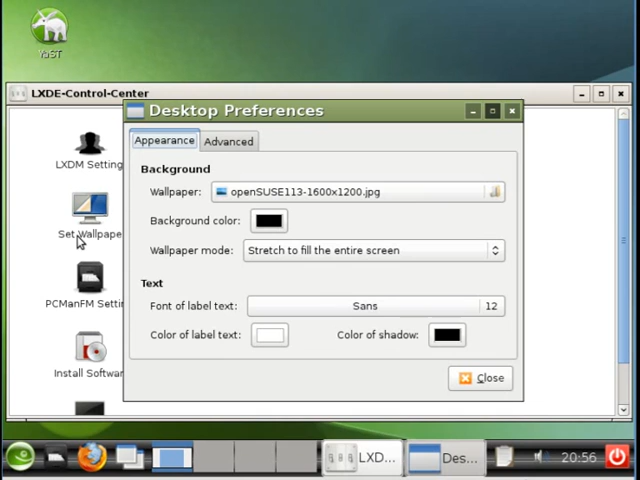 YaST
LXDE-Control-Center
Desktop Preferences
Appearance
Advanced
LXDM Setting
Background
Wallpaper: openSUSE113-1600x1200.jpg
Set Wallpape
Background color:
Wallpaper mode: Stretch to fill the entire screen
PCManFM Settin
Text
Font of label text: Sans 12
Color of label text:
Color of shadow:
Install Softwar
Close
LXD...
Des...
20:56